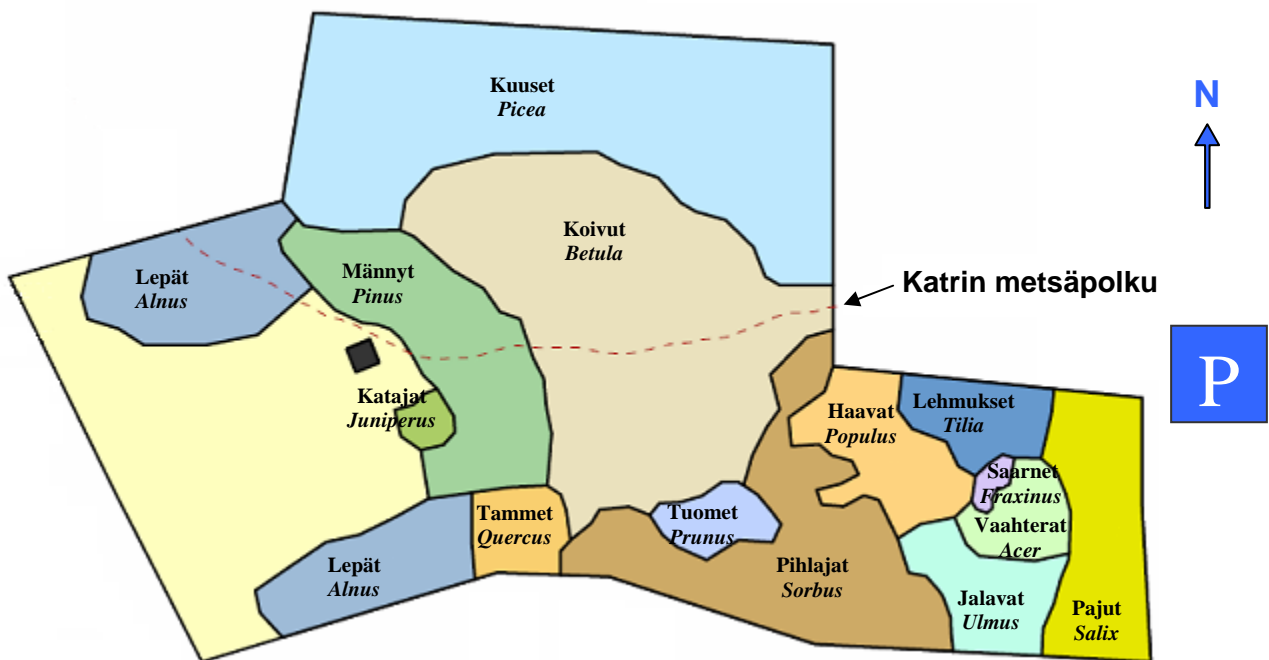 Kuuset
Picea
N
Koivut
Betula
Lepät
Alnus
Männyt
Pinus
Katrin metsäpolku
P
Katajat
Juniperus
Haavat
Populus
Lehmukset
Tilia
Saarnet
Fraxinus
Vaahterat
Acer
Tammet
Quercus
Tuomet
Prunus
Lepät
Alnus
Pihlajat
Sorbus
Jalavat
Ulmus
Pajut
Salix